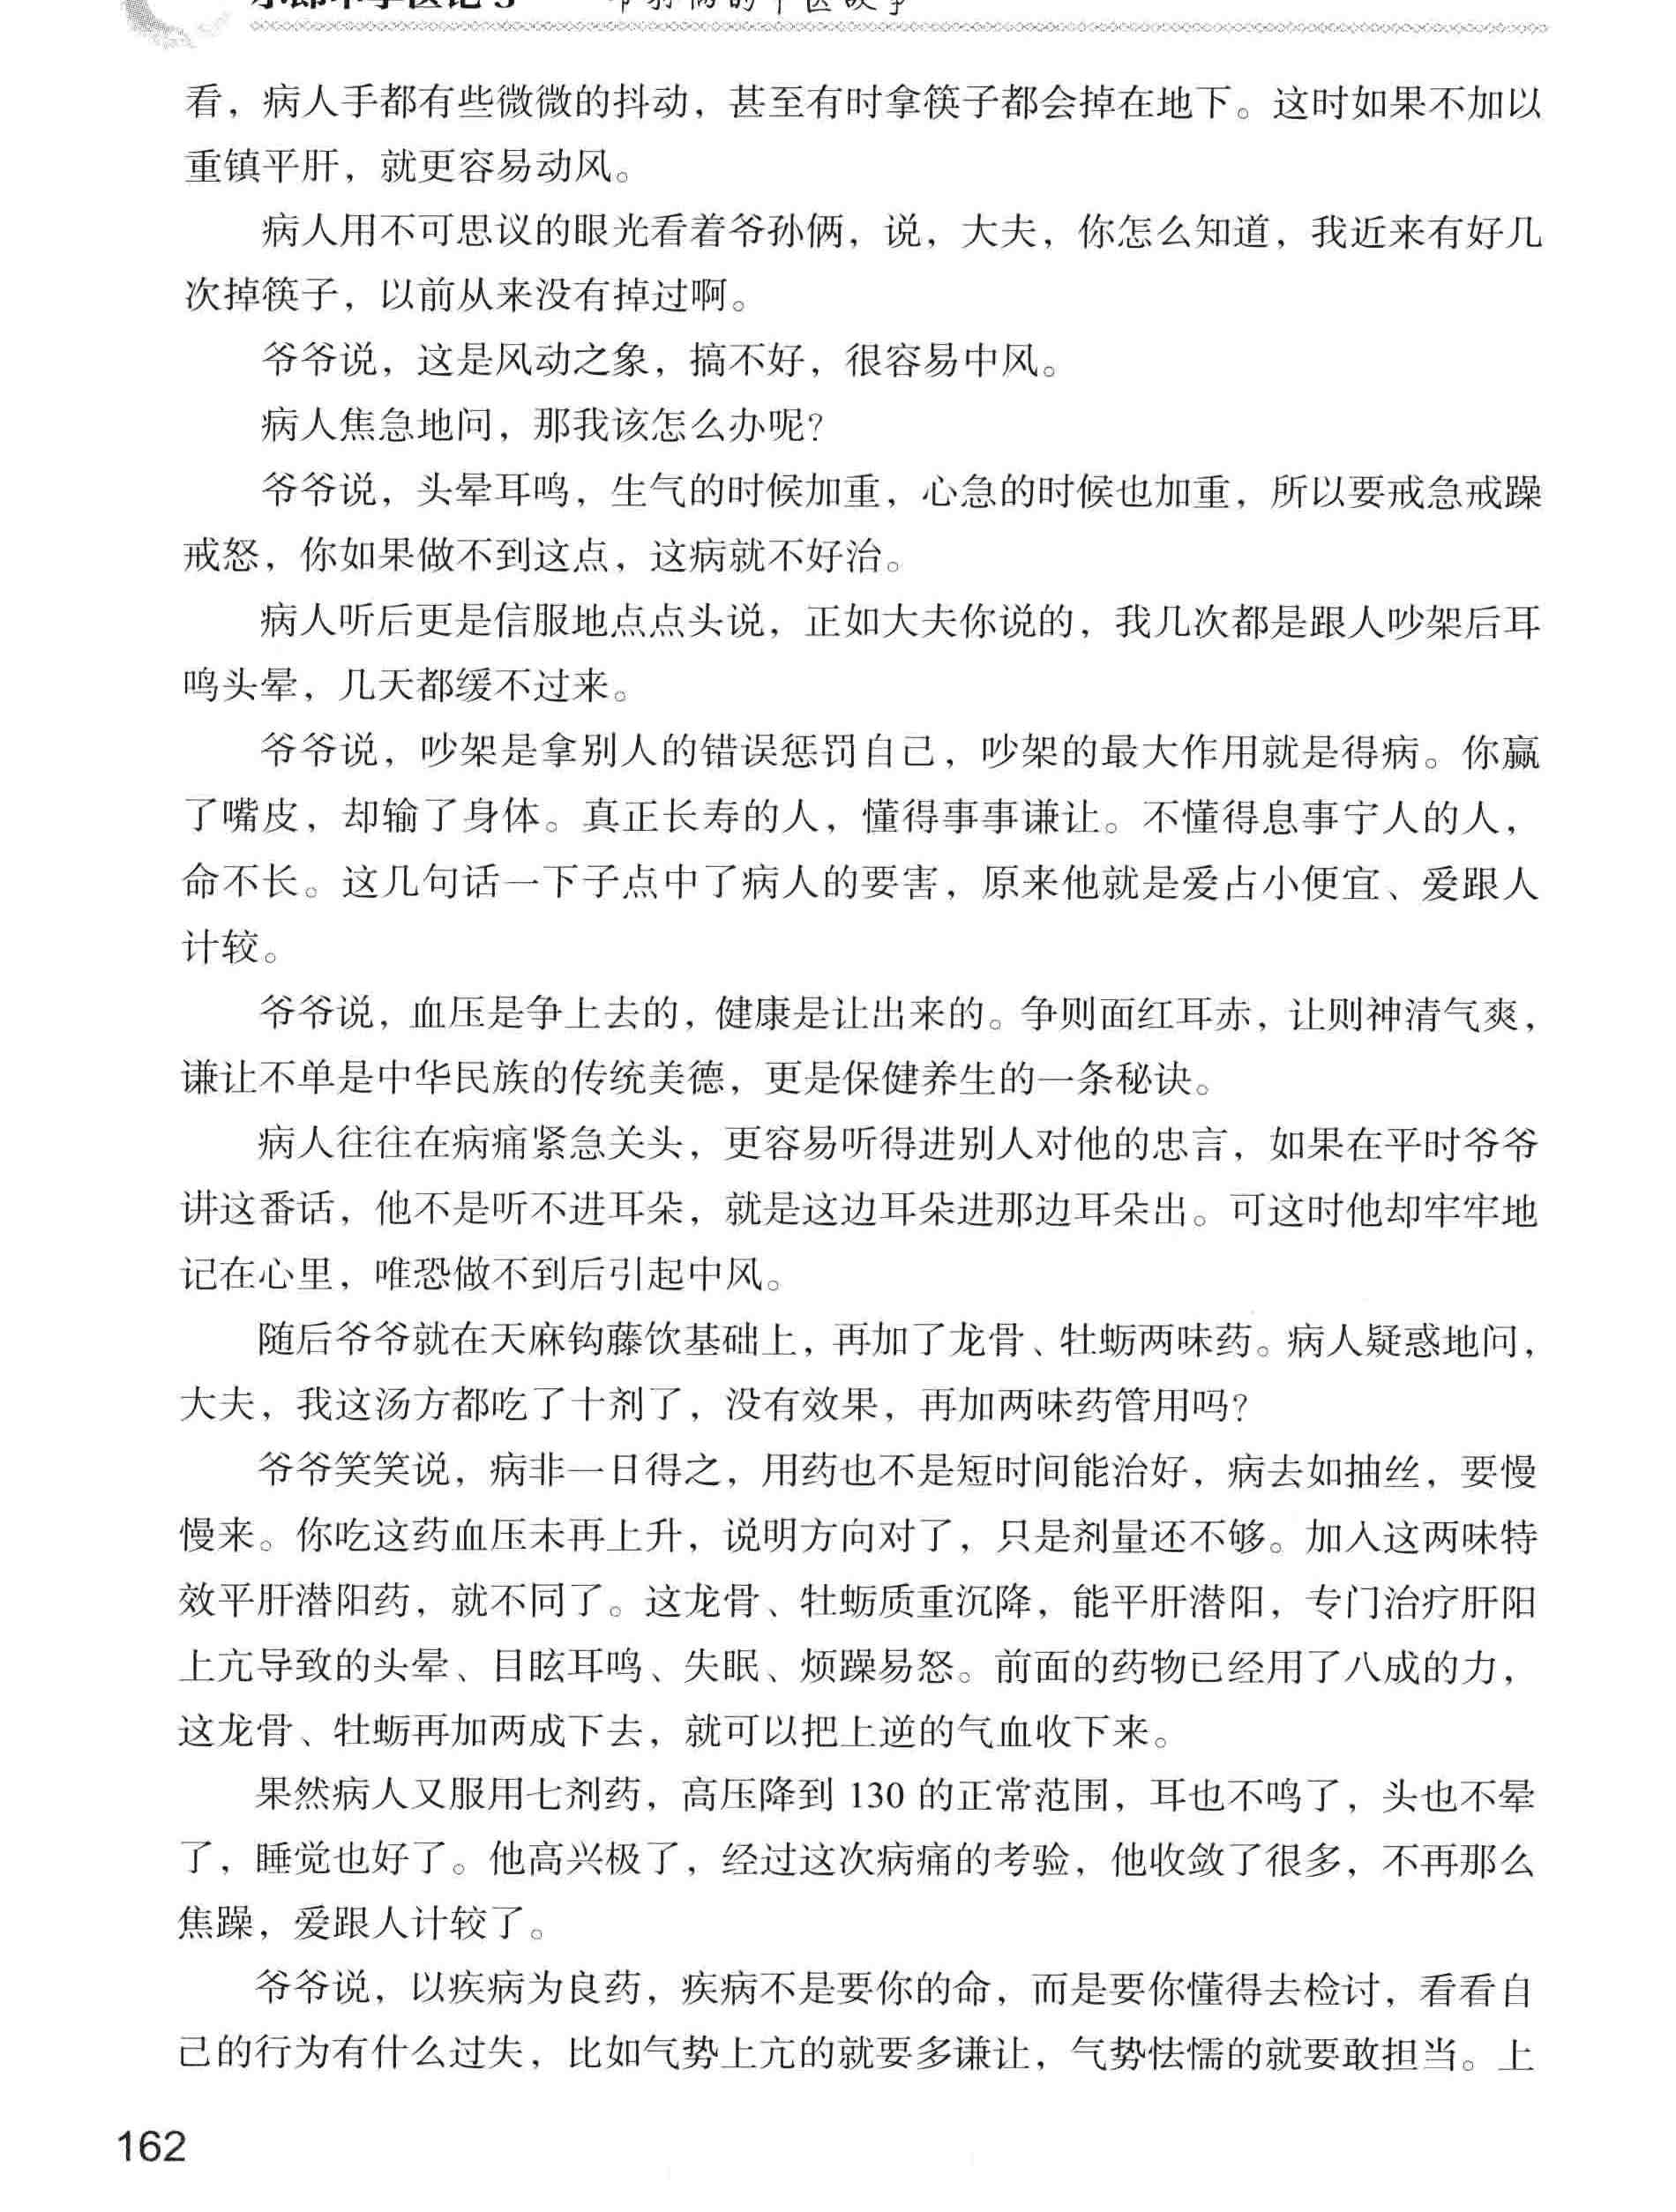 看，病人手都有些微微的抖动，甚至有时拿筷子都会掉在地下。这时如果不加以
重镇平肝，就更容易动风。
病人用不可思议的眼光看着爷孙俩，说，大夫，你怎么知道，我近来有好几
次掉筷子，以前从来没有掉过啊。
爷爷说，这是风动之象，搞不好，很容易中风。
病人焦急地问，那我该怎么办呢？
爷爷说，头晕耳鸣，生气的时候加重，心急的时候也加重，所以要戒急戒躁
戒怒，你如果做不到这点，这病就不好治。
病人听后更是信服地点点头说，正如大夫你说的，我几次都是跟人吵架后耳
鸣头晕，几天都缓不过来。
爷爷说，吵架是拿别人的错误惩罚自己，吵架的最大作用就是得病。你赢
了嘴皮，却输了身体。真正长寿的人，懂得事事谦让。不懂得息事宁人的人，
命不长。这几句话一下子点中了病人的要害，原来他就是爱占小便宜、爱跟人
计较。
爷爷说，血压是争上去的，健康是让出来的。争则面红耳赤，让则神清气爽，
谦让不单是中华民族的传统美德，更是保健养生的一条秘诀。
病人往往在病痛紧急关头，更容易听得进别人对他的忠言，如果在平时爷爷
讲这番话，他不是听不进耳朵，就是这边耳朵进那边耳朵出。可这时他却牢牢地
记在心里，唯恐做不到后引起中风。
随后爷爷就在天麻钩藤饮基础上，再加了龙骨、牡蛎两味药。病人疑惑地问，
大夫，我这汤方都吃了十剂了，没有效果，再加两味药管用吗？
爷爷笑笑说，病非一日得之，用药也不是短时间能治好，病去如抽丝，要慢
慢来。你吃这药血压未再上升，说明方向对了，只是剂量还不够。加入这两味特
效平肝潜阳药，就不同了。这龙骨、牡蛎质重沉降，能平肝潜阳，专门治疗肝阳
上亢导致的头晕、目眩耳鸣、失眠、烦躁易怒。前面的药物已经用了八成的力，
这龙骨、牡蛎再加两成下去，就可以把上逆的气血收下来。
果然病人又服用七剂药，高压降到 130 的正常范围，耳也不鸣了，头也不晕
了，睡觉也好了。他高兴极了，经过这次病痛的考验，他收敛了很多，不再那么
焦躁，爱跟人计较了。
爷爷说，以疾病为良药，疾病不是要你的命，而是要你懂得去检讨，看看自
己的行为有什么过失，比如气势上亢的就要多谦让，气势怯懦的就要敢担当。上
162